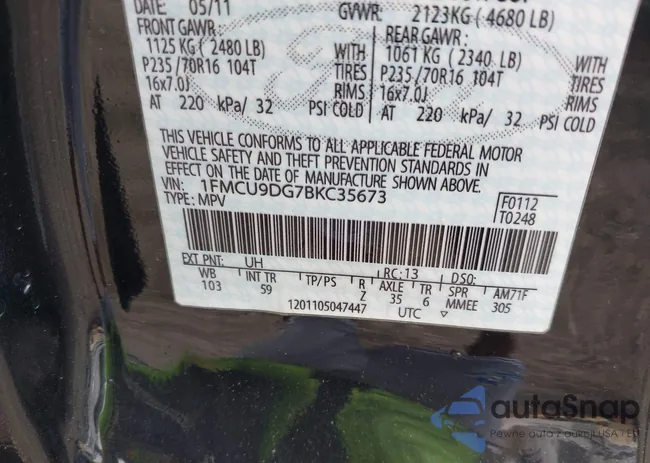 DATE: 05/11
GVWR: 2123KG (4680 LB)
FRONT GAWR: REAR GAWR:
1125 KG (2480 LB) WITH 1061 KG (2340 LB) WITH
P235/70R16 104T TIRES P235/70R16 104T TIRES
16x7.0J RIMS 16x7.0J RIMS
AT 220 kPa/ 32 PSI COLD AT 220 kPa/ 32 PSI COLD
THIS VEHICLE CONFORMS TO ALL APPLICABLE FEDERAL MOTOR
VEHICLE SAFETY AND THEFT PREVENTION STANDARDS IN
EFFECT ON THE DATE OF MANUFACTURE SHOWN ABOVE.
VIN: 1FMCU9DG7BKC35673
TYPE: MPV
F0112
T0248
EXT PNT: UH RC: 13 DSO:
WB INT TR TP/PS R AXLE TR SPR AM71F
103 59 Z 35 6 MMEE 305
1201105047447 UTC
autaSnap
Pewne auto z aukcji USA i EU